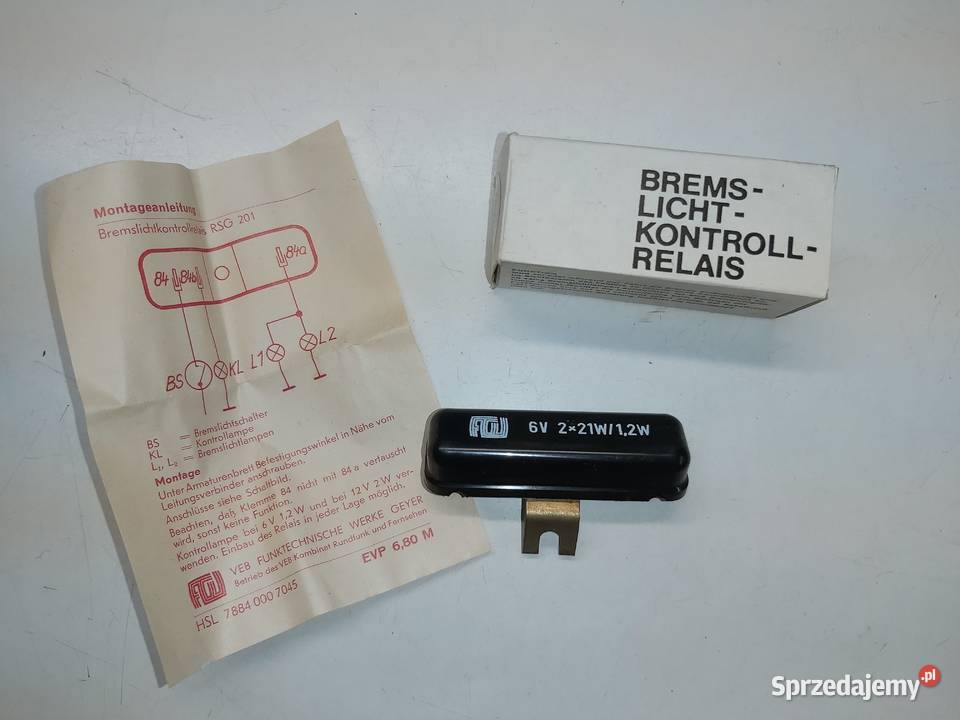 Montageanleitung
Bremslichtkontrollrelais RSG 201
84
84b
84a
BS
KL
L1
L2
BS = Bremslichtschalter
KL = Kontrollampe
L₁, L₂ = Bremslichtlampen
Montage
Unter Armaturenbrett Befestigungswinkel in Nähe vom
Leitungsverbinder anschrauben.
Anschlüsse siehe Schaltbild.
Beachten, daß Klemme 84 nicht mit 84 a vertauscht
wird, sonst keine Funktion.
Kontrollampe bei 6 V 1,2 W und bei 12 V 2 W ver-
wenden. Einbau des Relais in jeder Lage möglich.
VEB FUNKTECHNISCHE WERKE GEYER
Betrieb des VEB Kombinat Rundfunk und Fernsehen
EVP 6,80 M
HSL 7884 000 7045
BREMS-
LICHT-
KONTROLL-
RELAIS
6V 2×21W/1,2W
Sprzedajemy.pl